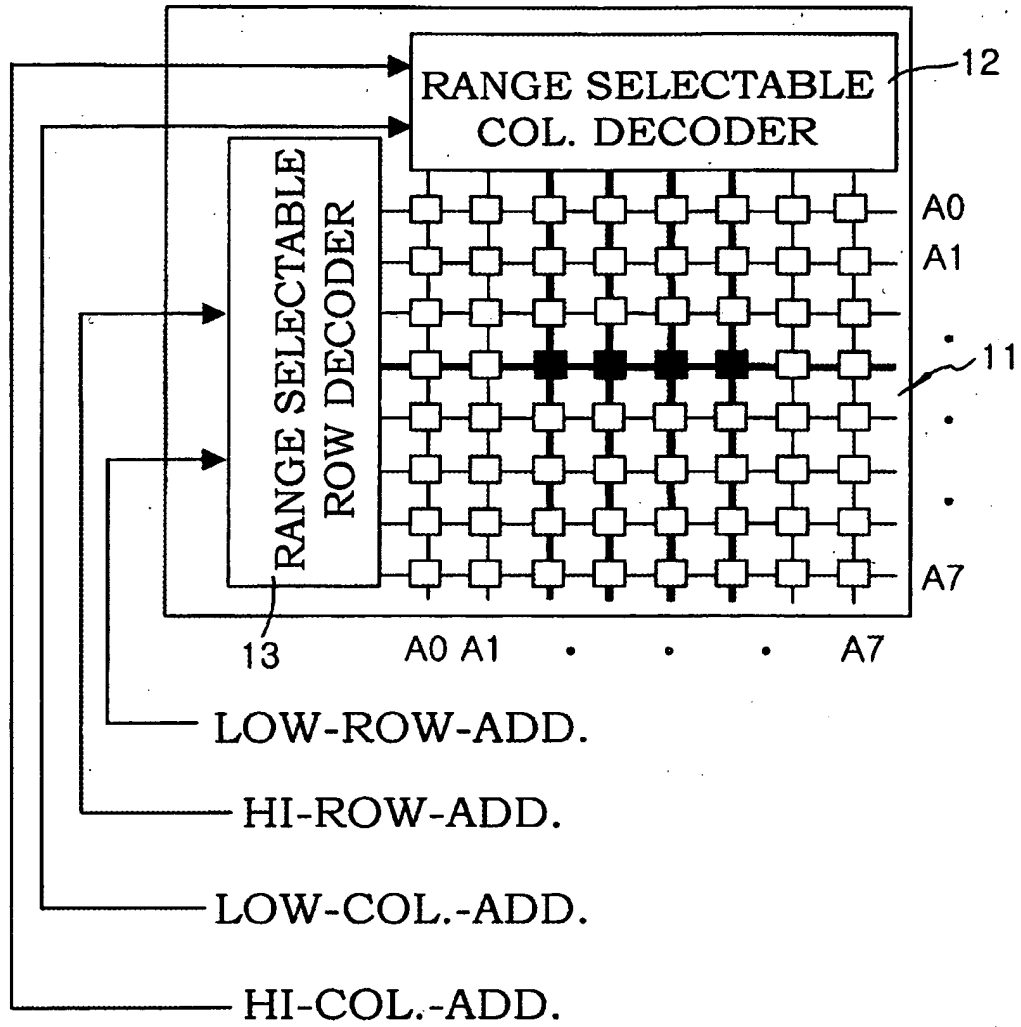 RANGE SELECTABLE
COL. DECODER
12
RANGE SELECTABLE
ROW DECODER
A0
A1
11
A7
13
A0 A1 A7
LOW-ROW-ADD.
HI-ROW-ADD.
LOW-COL.-ADD.
HI-COL.-ADD.